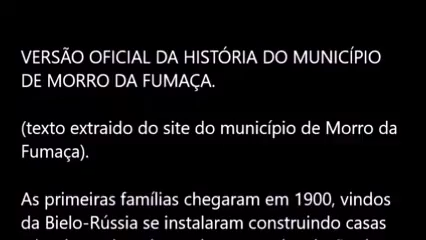 VERSÃO OFICIAL DA HISTÓRIA DO MUNICÍPIO
DE MORRO DA FUMAÇA.
(texto extraido do site do município de Morro da
Fumaça).
As primeiras famílias chegaram em 1900, vindos
da Bielo-Rússia se instalaram construindo casas